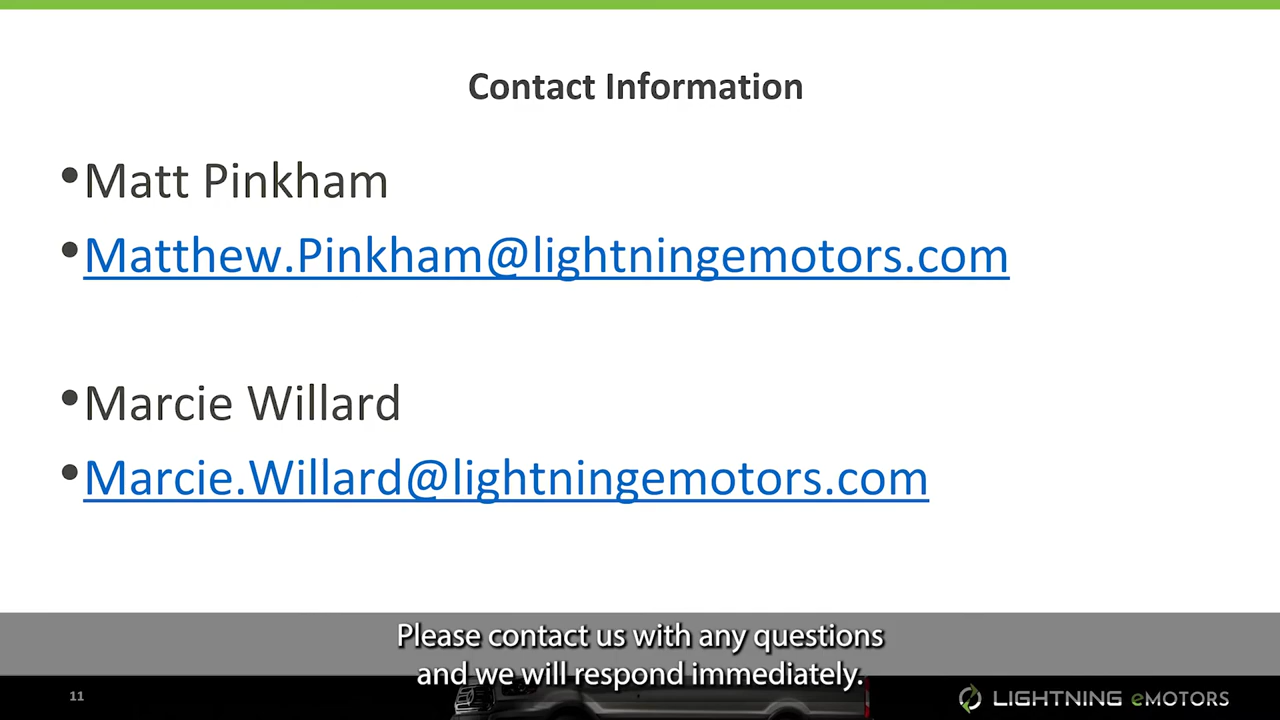 Contact Information
•Matt Pinkham
•Matthew.Pinkham@lightningemotors.com
•Marcie Willard
•Marcie.Willard@lightningemotors.com
Please contact us with any questions
and we will respond immediately.
11
LIGHTNING eMOTORS